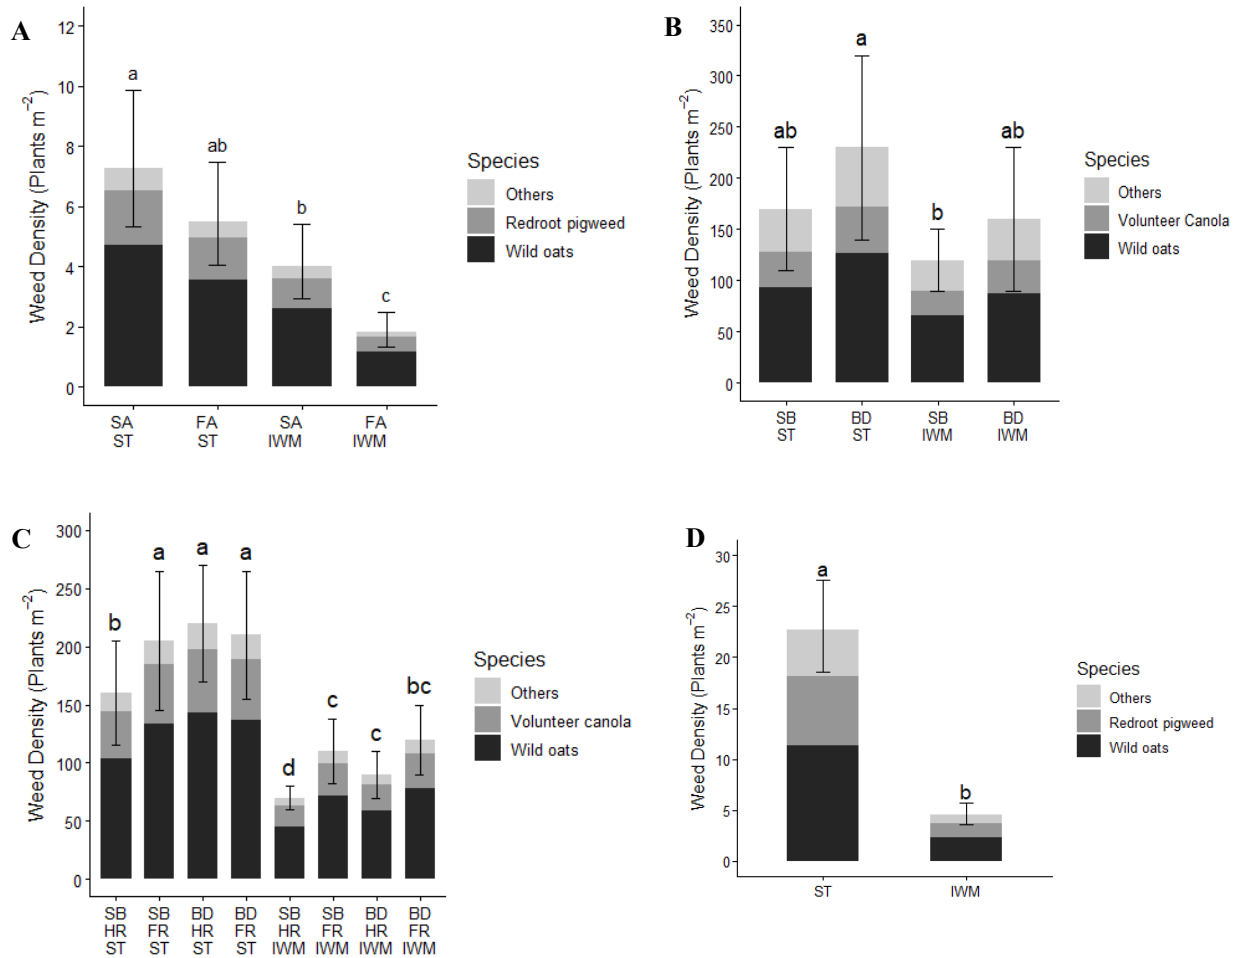 A
Weed Density (Plants m⁻²)
12
10
8
6
4
2
0
a
ab
b
c
SA
ST
FA
ST
SA
IWM
FA
IWM
Species
Others
Redroot pigweed
Wild oats
B
Weed Density (Plants m⁻²)
350
300
250
200
150
100
50
0
ab
a
b
ab
SB
ST
BD
ST
SB
IWM
BD
IWM
Species
Others
Volunteer Canola
Wild oats
C
Weed Density (Plants m⁻²)
300
250
200
150
100
50
0
b
a
a
a
d
c
c
bc
SB
HR
ST
SB
FR
ST
BD
HR
ST
BD
FR
ST
SB
HR
IWM
SB
FR
IWM
BD
HR
IWM
BD
FR
IWM
Species
Others
Volunteer canola
Wild oats
D
Weed Density (Plants m⁻²)
30
25
20
15
10
5
0
a
b
ST
IWM
Species
Others
Redroot pigweed
Wild oats